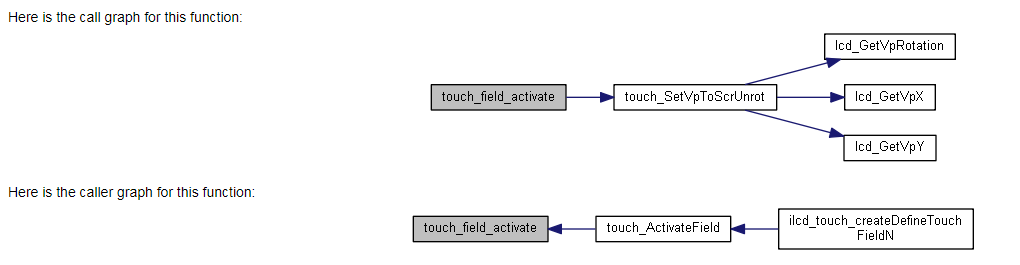 Here is the call graph for this function:
lcd_GetVpRotation
touch_field_activate
touch_SetVpToScrUnrot
lcd_GetVpX
lcd_GetVpY
Here is the caller graph for this function:
touch_field_activate
touch_ActivateField
ilcd_touch_createDefineTouch
FieldN